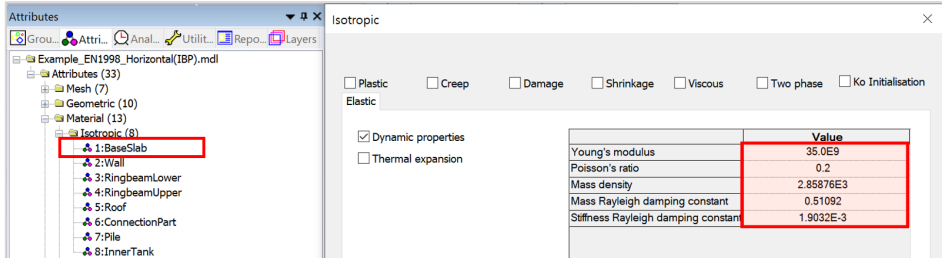 Attributes
Grou... Attri... Anal... Utilit... Repo... Layers
Example_EN1998_Horizontal(IBP).mdl
Attributes (33)
Mesh (7)
Geometric (10)
Material (13)
Isotropic (8)
1:BaseSlab
2:Wall
3:RingbeamLower
4:RingbeamUpper
5:Roof
6:ConnectionPart
7:Pile
8:InnerTank
Isotropic
Plastic Creep Damage Shrinkage Viscous Two phase Ko Initialisation
Elastic
Dynamic properties
Thermal expansion
Value
Young's modulus 35.0E9
Poisson's ratio 0.2
Mass density 2.85876E3
Mass Rayleigh damping constant 0.51092
Stiffness Rayleigh damping constant 1.9032E-3